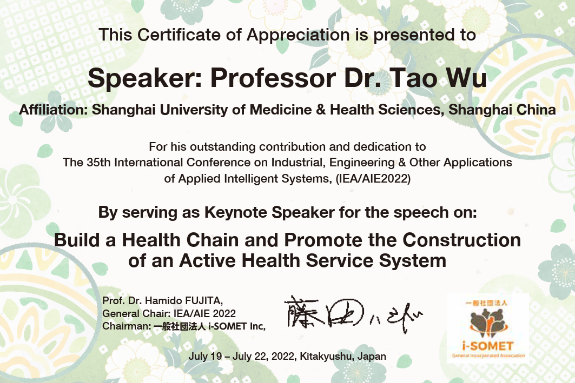 This Certificate of Appreciation is presented to
Speaker: Professor Dr. Tao Wu
Affiliation: Shanghai University of Medicine & Health Sciences, Shanghai China
For his outstanding contribution and dedication to
The 35th International Conference on Industrial, Engineering & Other Applications
of Applied Intelligent Systems, (IEA/AIE2022)
By serving as Keynote Speaker for the speech on:
Build a Health Chain and Promote the Construction
of an Active Health Service System
Prof. Dr. Hamido FUJITA,
General Chair: IEA/AIE 2022
Chairman: 一般社団法人 i-SOMET Inc,
藤田ハミド
一般社団法人
i-SOMET
General Incorporated Association
July 19 – July 22, 2022, Kitakyushu, Japan